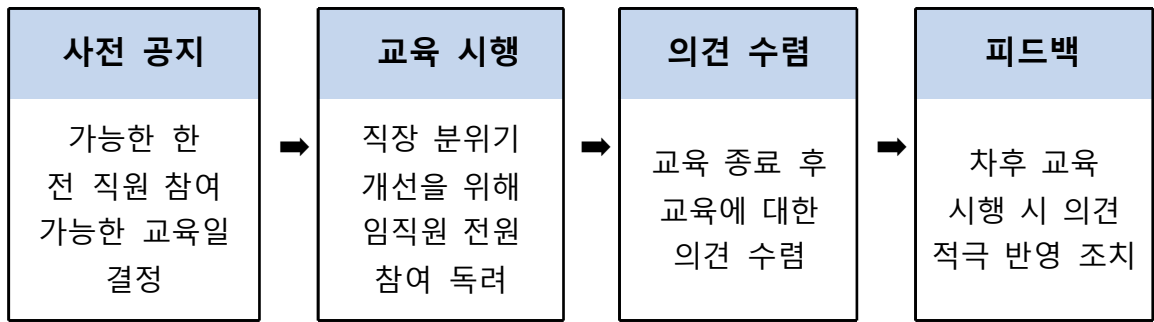 사전 공지
가능한 한
전 직원 참여
가능한 교육일
결정
➡
교육 시행
직장 분위기
개선을 위해
임직원 전원
참여 독려
➡
의견 수렴
교육 종료 후
교육에 대한
의견 수렴
➡
피드백
차후 교육
시행 시 의견
적극 반영 조치